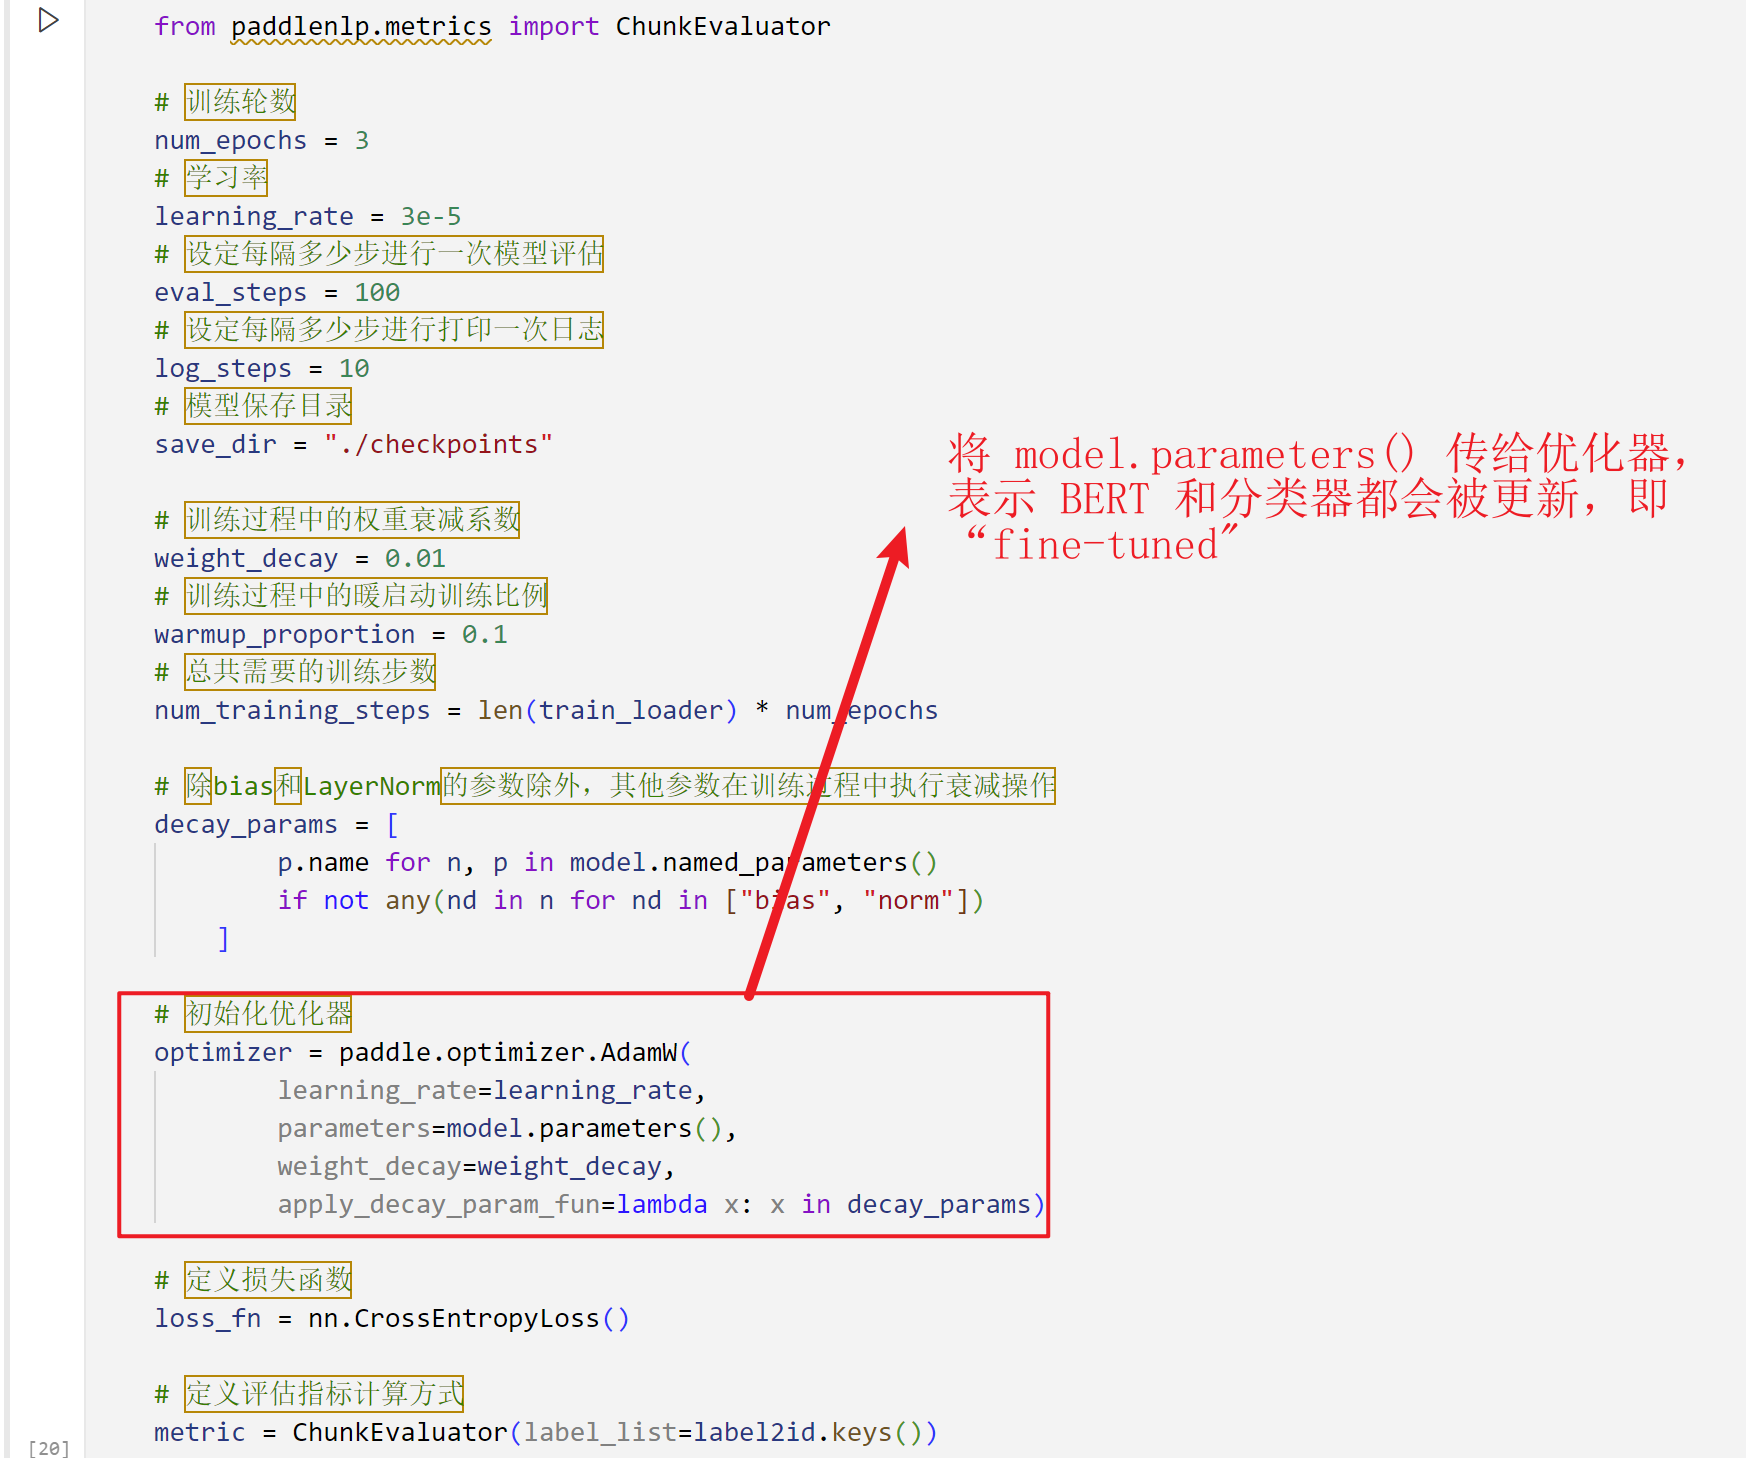 from paddlenlp.metrics import ChunkEvaluator
# 训练轮数
num_epochs = 3
# 学习率
learning_rate = 3e-5
# 设定每隔多少步进行一次模型评估
eval_steps = 100
# 设定每隔多少步进行打印一次日志
log_steps = 10
# 模型保存目录
save_dir = "./checkpoints"
将 model.parameters() 传给优化器，
表示 BERT 和分类器都会被更新，即
“fine-tuned"
# 训练过程中的权重衰减系数
weight_decay = 0.01
# 训练过程中的暖启动训练比例
warmup_proportion = 0.1
# 总共需要的训练步数
num_training_steps = len(train_loader) * num_epochs
# 除bias和LayerNorm的参数除外，其他参数在训练过程中执行衰减操作
decay_params = [
p.name for n, p in model.named_parameters()
if not any(nd in n for nd in ["bias", "norm"])
]
# 初始化优化器
optimizer = paddle.optimizer.AdamW(
learning_rate=learning_rate,
parameters=model.parameters(),
weight_decay=weight_decay,
apply_decay_param_fun=lambda x: x in decay_params)
# 定义损失函数
loss_fn = nn.CrossEntropyLoss()
# 定义评估指标计算方式
metric = ChunkEvaluator(label_list=label2id.keys())
[20]